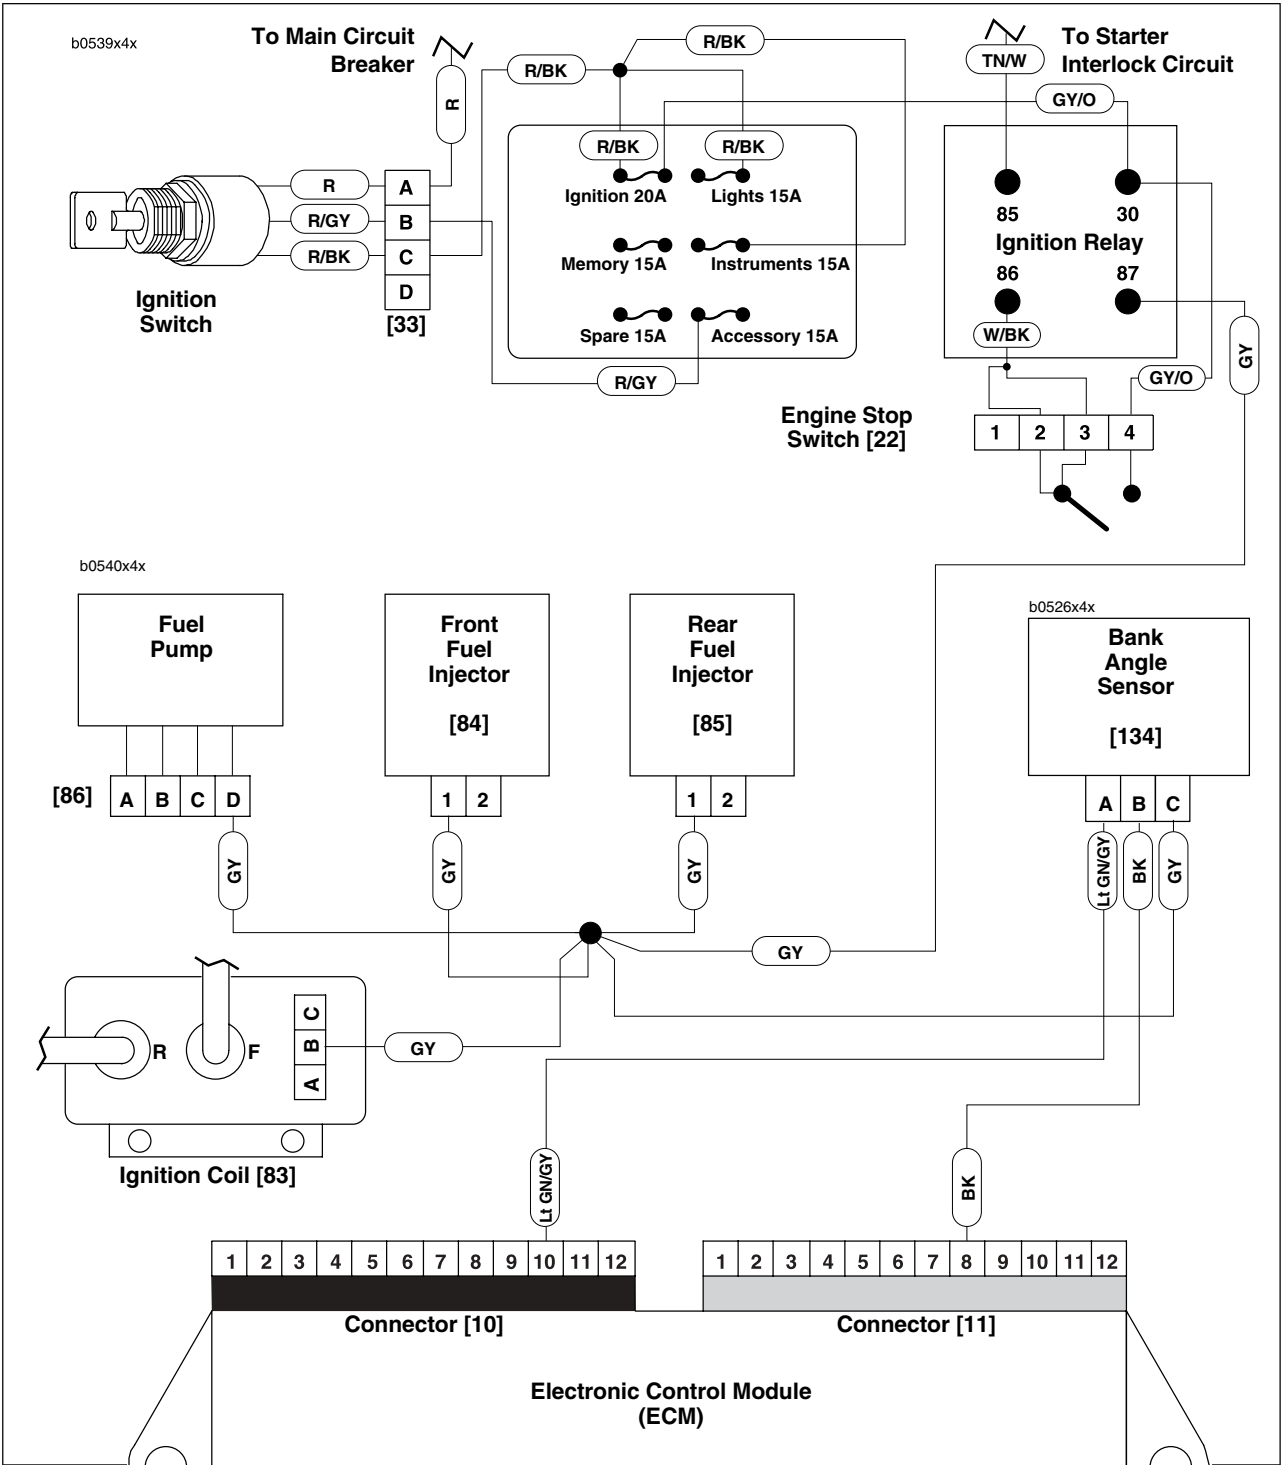 b0539x4x
To Main Circuit
Breaker
R
R/BK
R/BK
TN/W
To Starter
Interlock Circuit
GY/O
R/BK
R/BK
Ignition 20A
Lights 15A
Memory 15A
Instruments 15A
Spare 15A
Accessory 15A
R
R/GY
R/BK
A
B
C
D
[33]
Ignition
Switch
R/GY
85
30
Ignition Relay
86
87
W/BK
GY/O
GY
Engine Stop
Switch [22]
1
2
3
4
b0540x4x
Fuel
Pump
[86]
A
B
C
D
GY
Front
Fuel
Injector
[84]
1
2
GY
Rear
Fuel
Injector
[85]
1
2
GY
b0526x4x
Bank
Angle
Sensor
[134]
A
B
C
Lt GN/GY
BK
GY
GY
R
F
C
B
A
GY
Ignition Coil [83]
Lt GN/GY
BK
1 2 3 4 5 6 7 8 9 10 11 12
1 2 3 4 5 6 7 8 9 10 11 12
Connector [10]
Connector [11]
Electronic Control Module
(ECM)